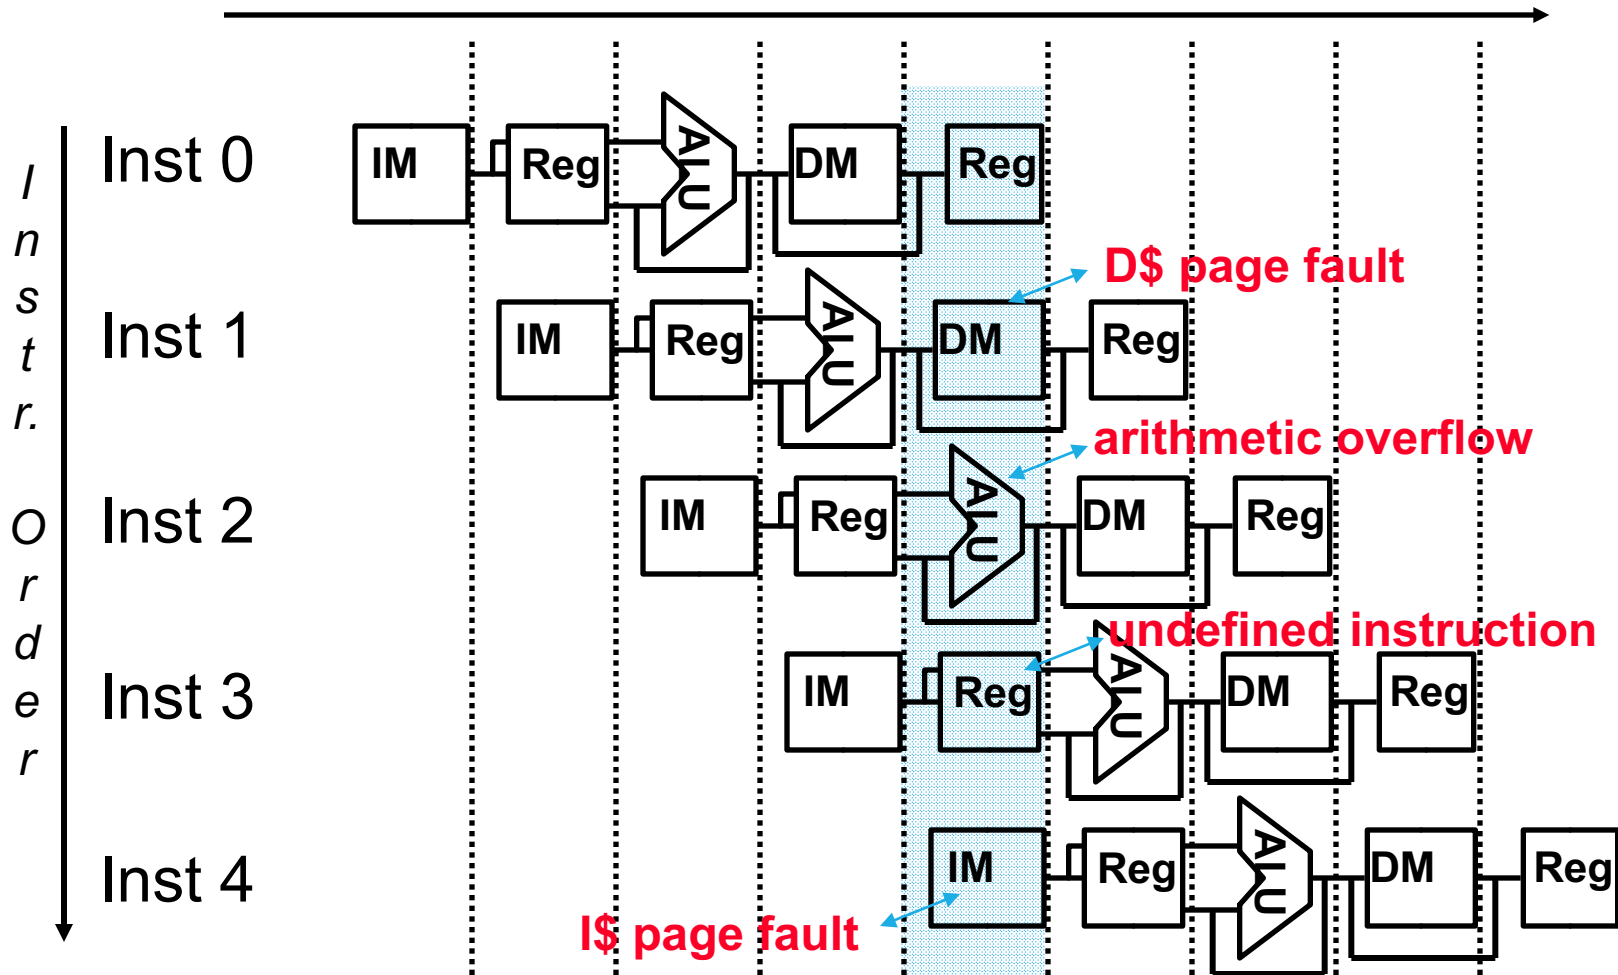 Instr. Order
Inst 0
IM
Reg
ALU
DM
Reg
D$ page fault
Inst 1
IM
Reg
ALU
DM
Reg
arithmetic overflow
Inst 2
IM
Reg
ALU
DM
Reg
undefined instruction
Inst 3
IM
Reg
ALU
DM
Reg
Inst 4
IM
Reg
ALU
DM
Reg
I$ page fault